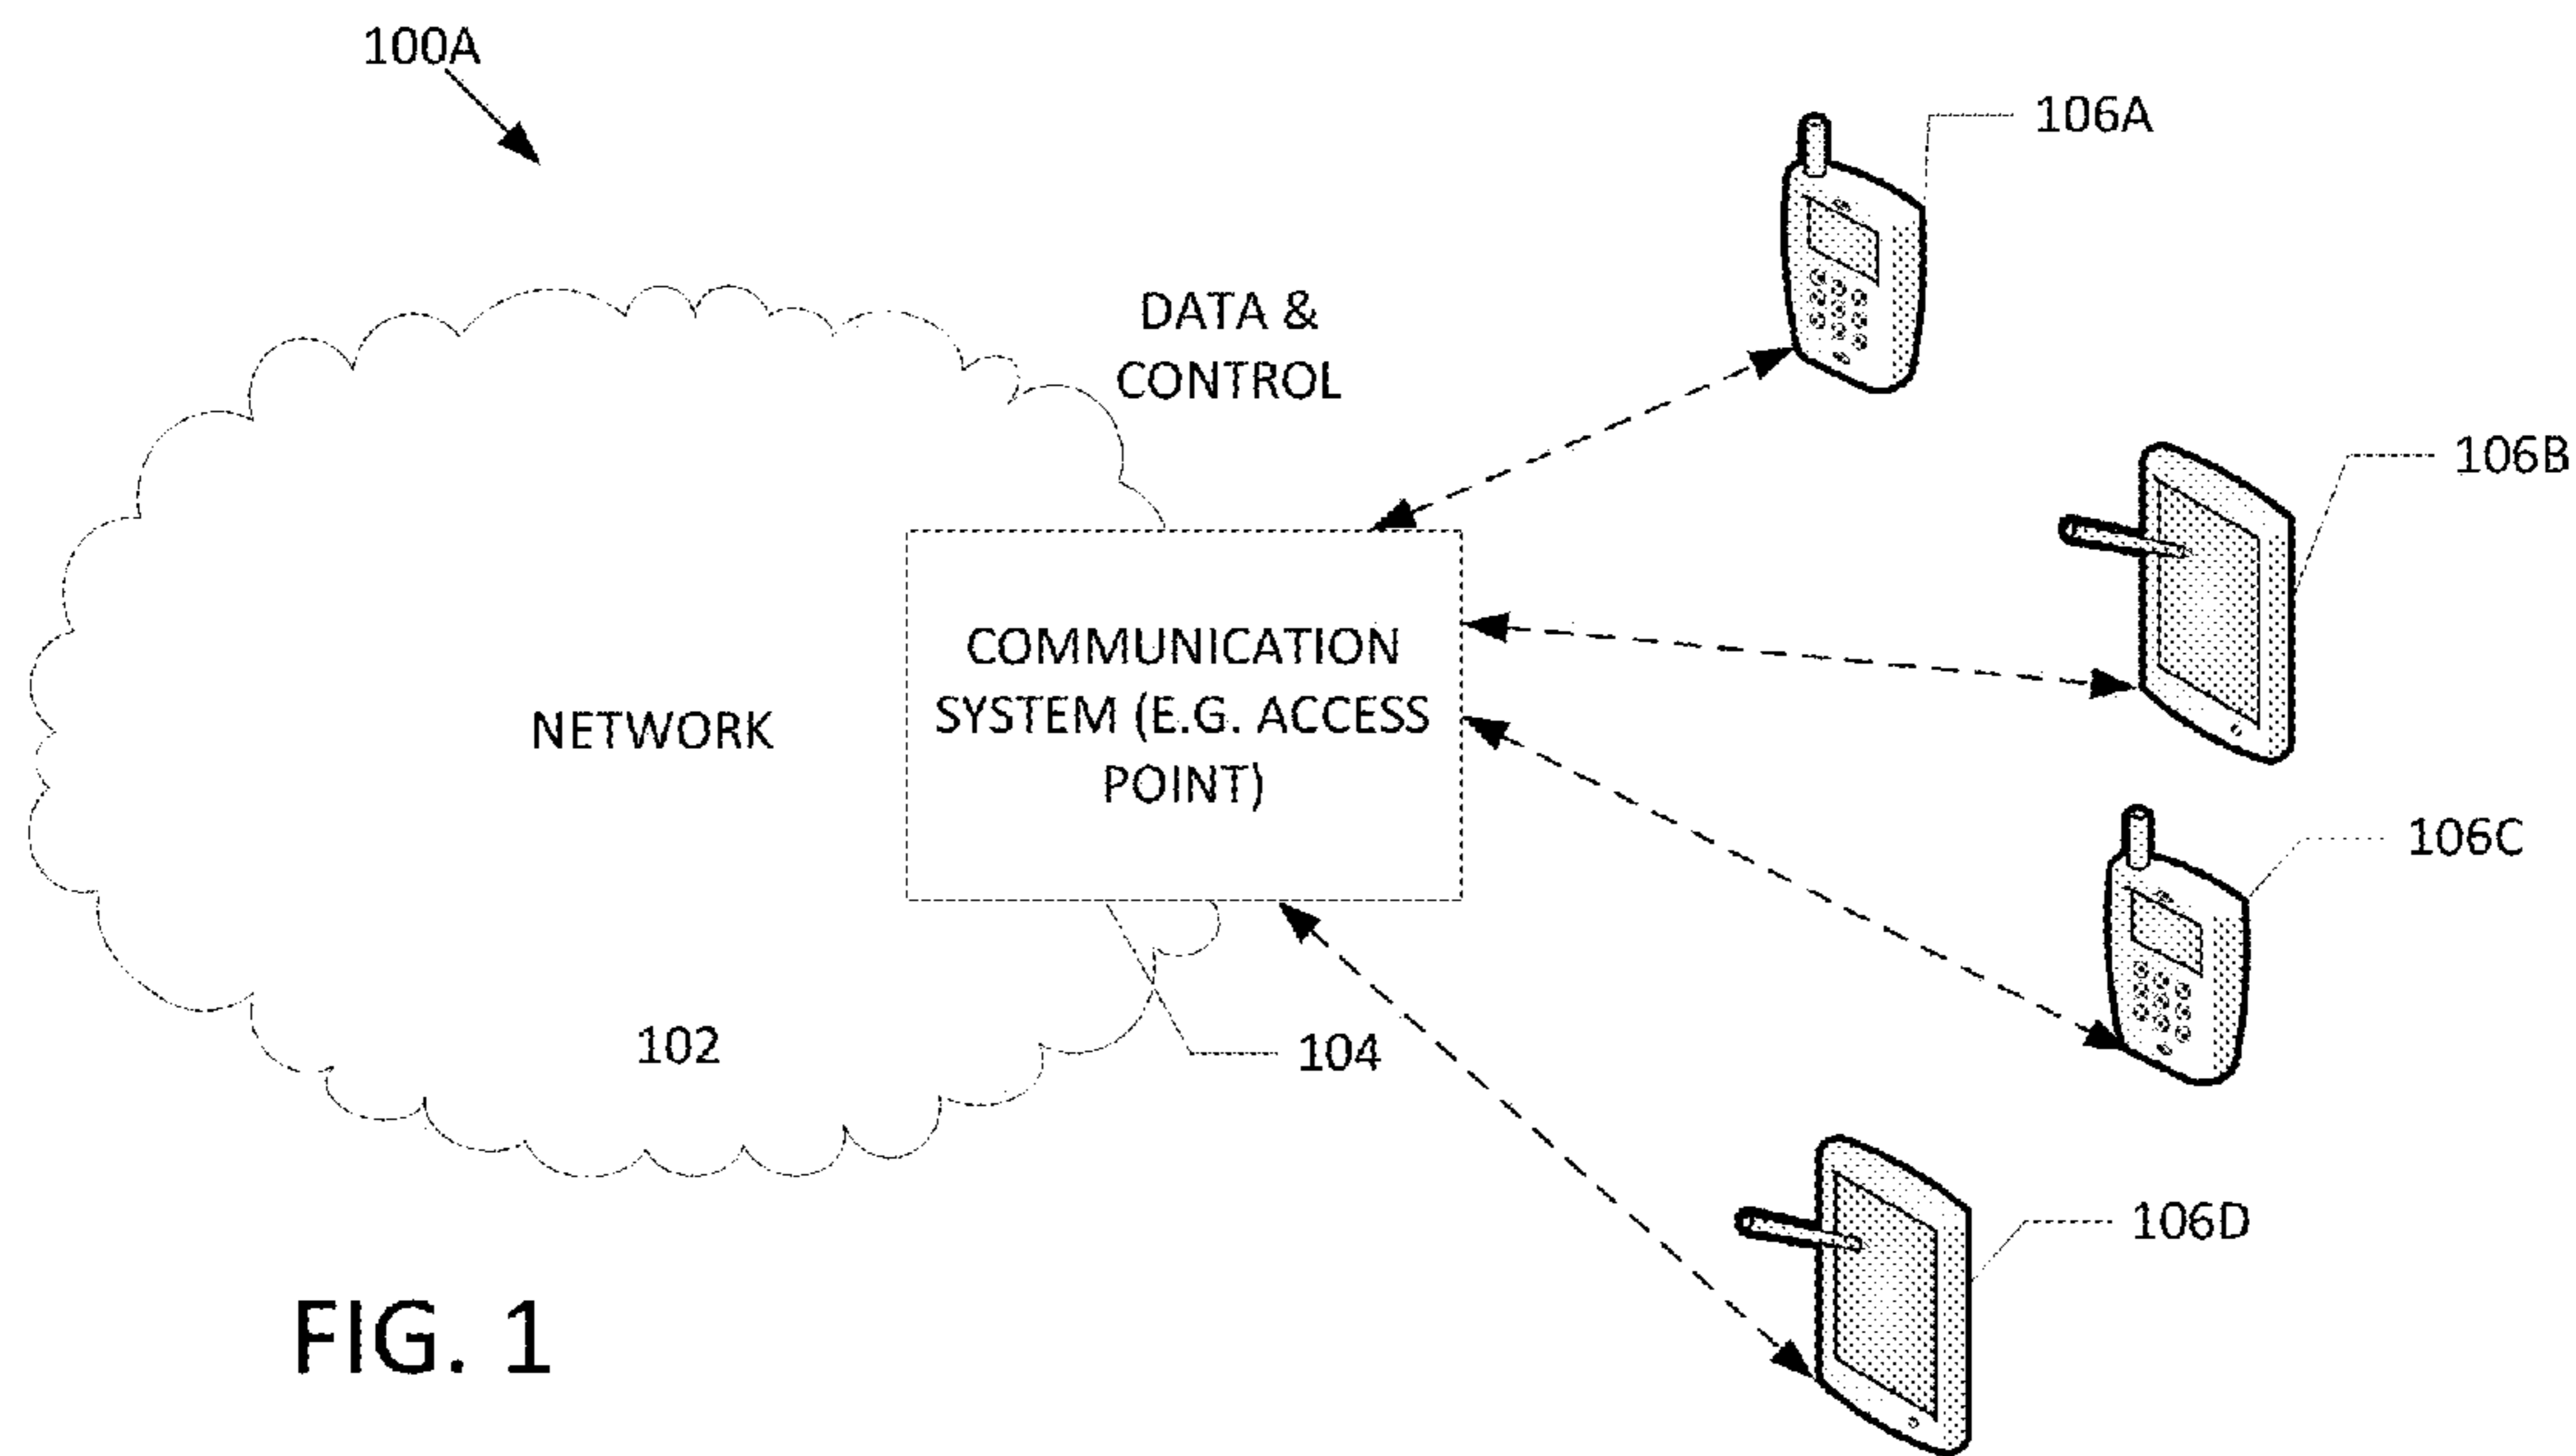 100A
106A
DATA &
CONTROL
106B
COMMUNICATION
SYSTEM (E.G. ACCESS
POINT)
NETWORK
106C
102
104
106D
FIG. 1